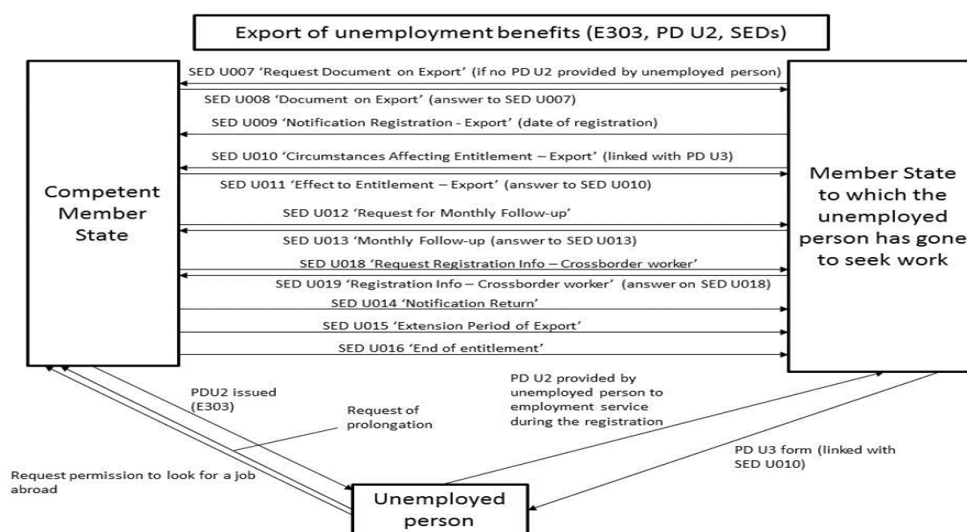 Export of unemployment benefits (E303, PD U2, SEDs)
SED U007 ‘Request Document on Export’ (if no PD U2 provided by unemployed person)
SED U008 ‘Document on Export’ (answer to SED U007)
SED U009 ‘Notification Registration - Export’ (date of registration)
SED U010 ‘Circumstances Affecting Entitlement – Export’ (linked with PD U3)
SED U011 ‘Effect to Entitlement – Export’ (answer to SED U010)
SED U012 ‘Request for Monthly Follow-up’
SED U013 ‘Monthly Follow-up (answer to SED U013)
SED U018 ‘Request Registration Info – Crossborder worker’
SED U019 ‘Registration Info – Crossborder worker’ (answer on SED U018)
SED U014 ‘Notification Return’
SED U015 ‘Extension Period of Export’
SED U016 ‘End of entitlement’
Competent
Member
State
Member State
to which the
unemployed
person has gone
to seek work
PDU2 issued
(E303)
Request of
prolongation
PD U2 provided by
unemployed person to
employment service
during the registration
PD U3 form (linked with
SED U010)
Request permission to look for a job
abroad
Unemployed
person